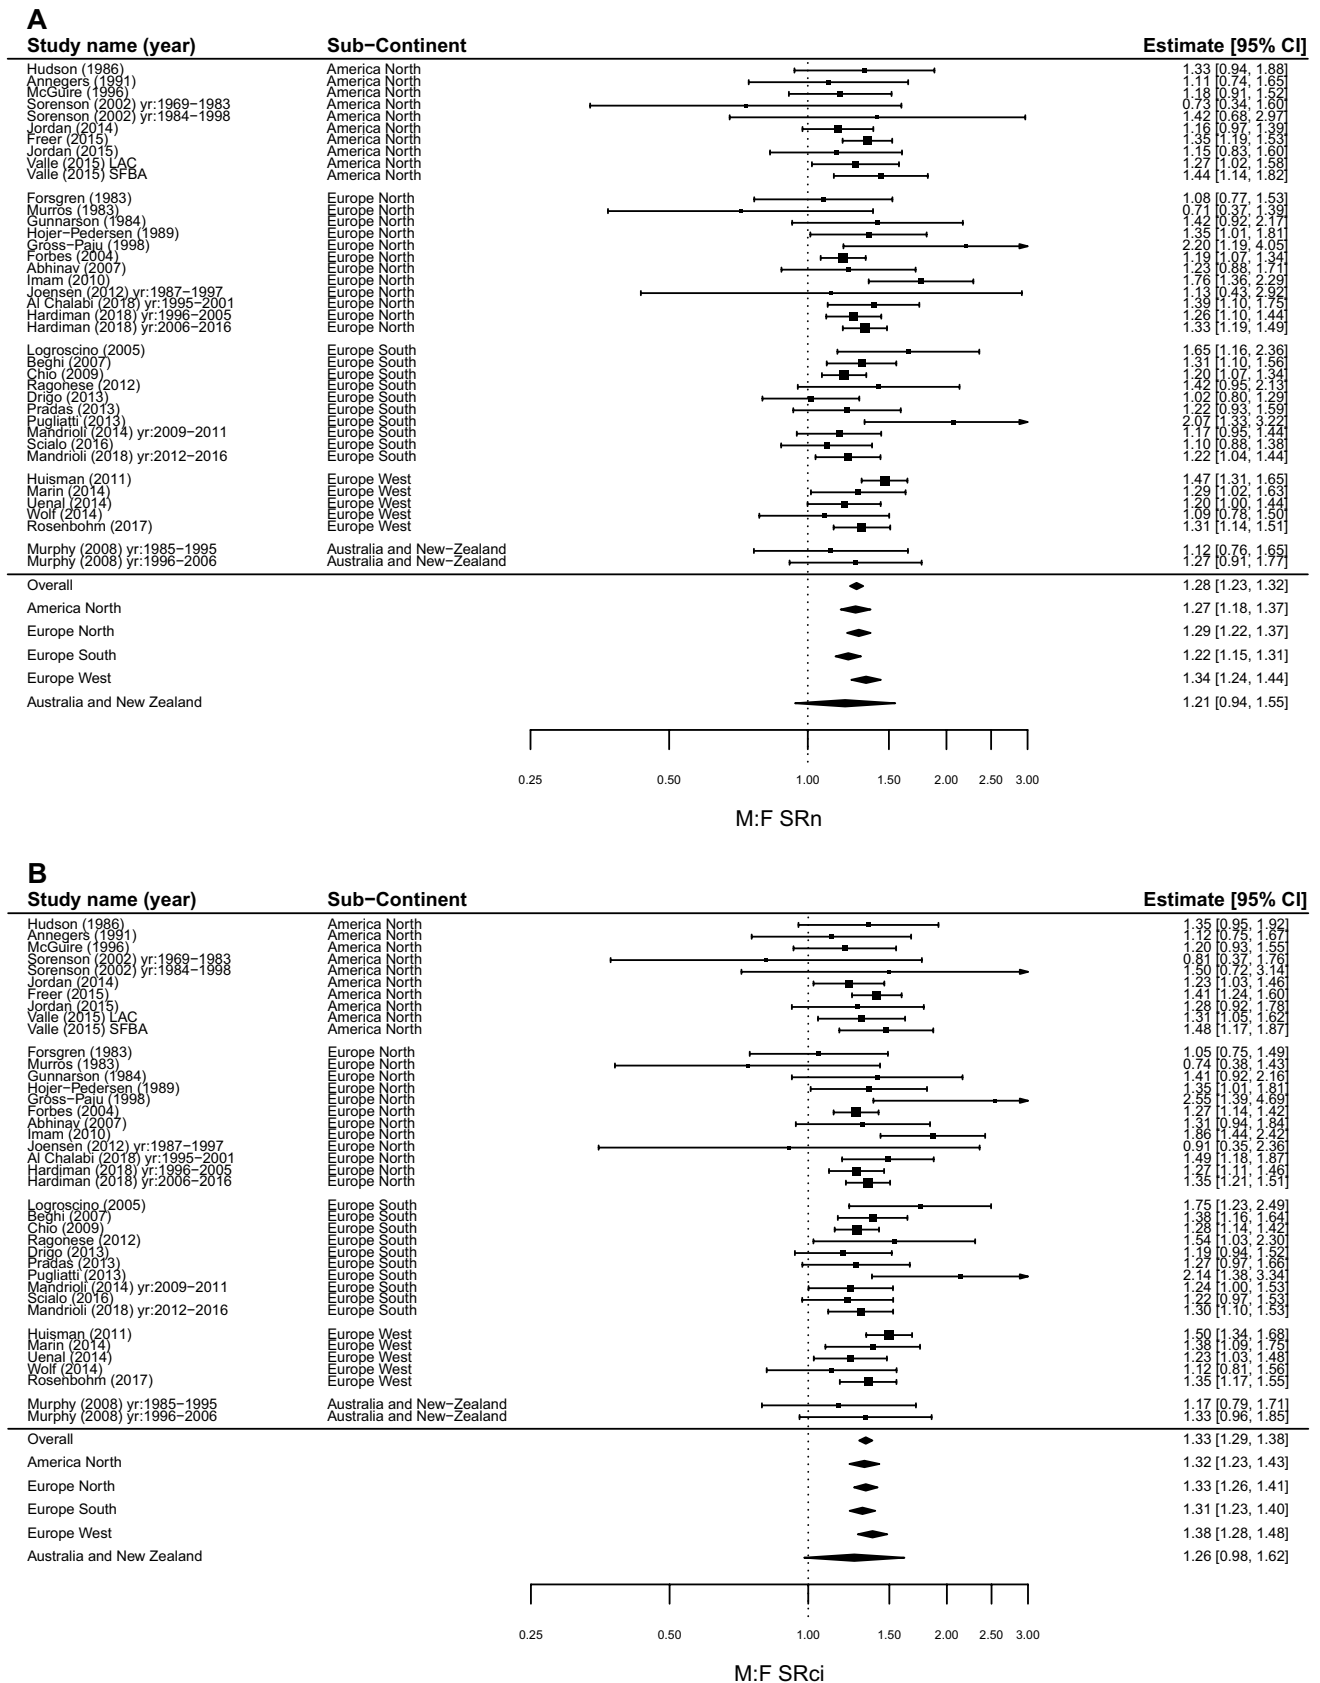 A
Study name (year) Sub−Continent Estimate [95% CI]
Hudson (1986) America North 1.33 [0.94, 1.88]
Annegers (1991) America North 1.11 [0.74, 1.65]
McGuire (1996) America North 1.18 [0.91, 1.52]
Sorenson (2002) yr:1969−1983 America North 0.73 [0.34, 1.60]
Sorenson (2002) yr:1984−1998 America North 1.42 [0.68, 2.97]
Jordan (2014) America North 1.16 [0.97, 1.39]
Freer (2015) America North 1.35 [1.19, 1.53]
Jordan (2015) America North 1.15 [0.83, 1.60]
Valle (2015) LAC America North 1.27 [1.02, 1.58]
Valle (2015) SFBA America North 1.44 [1.14, 1.82]
Forsgren (1983) Europe North 1.08 [0.77, 1.53]
Murros (1983) Europe North 0.71 [0.37, 1.39]
Gunnarson (1984) Europe North 1.42 [0.92, 2.17]
Hojer−Pedersen (1989) Europe North 1.35 [1.01, 1.81]
Gross−Paju (1998) Europe North 2.20 [1.19, 4.05]
Forbes (2004) Europe North 1.19 [1.07, 1.34]
Abhinav (2007) Europe North 1.23 [0.88, 1.71]
Imam (2010) Europe North 1.76 [1.36, 2.29]
Joensen (2012) yr:1987−1997 Europe North 1.13 [0.43, 2.92]
Al Chalabi (2018) yr:1995−2001 Europe North 1.39 [1.10, 1.75]
Hardiman (2018) yr:1996−2005 Europe North 1.26 [1.10, 1.44]
Hardiman (2018) yr:2006−2016 Europe North 1.33 [1.19, 1.49]
Logroscino (2005) Europe South 1.65 [1.16, 2.36]
Beghi (2007) Europe South 1.31 [1.10, 1.56]
Chio (2009) Europe South 1.20 [1.07, 1.34]
Ragonese (2012) Europe South 1.42 [0.95, 2.13]
Drigo (2013) Europe South 1.02 [0.80, 1.29]
Pradas (2013) Europe South 1.22 [0.93, 1.59]
Pugliatti (2013) Europe South 2.07 [1.33, 3.22]
Mandrioli (2014) yr:2009−2011 Europe South 1.17 [0.95, 1.44]
Scialo (2016) Europe South 1.10 [0.88, 1.38]
Mandrioli (2018) yr:2012−2016 Europe South 1.22 [1.04, 1.44]
Huisman (2011) Europe West 1.47 [1.31, 1.65]
Marin (2014) Europe West 1.29 [1.02, 1.63]
Uenal (2014) Europe West 1.20 [1.00, 1.44]
Wolf (2014) Europe West 1.09 [0.78, 1.50]
Rosenbohm (2017) Europe West 1.31 [1.14, 1.51]
Murphy (2008) yr:1985−1995 Australia and New−Zealand 1.12 [0.76, 1.65]
Murphy (2008) yr:1996−2006 Australia and New−Zealand 1.27 [0.91, 1.77]
Overall 1.28 [1.23, 1.32]
America North 1.27 [1.18, 1.37]
Europe North 1.29 [1.22, 1.37]
Europe South 1.22 [1.15, 1.31]
Europe West 1.34 [1.24, 1.44]
Australia and New Zealand 1.21 [0.94, 1.55]
0.25 0.50 1.00 1.50 2.00 2.50 3.00
M:F SRn
B
Study name (year) Sub−Continent Estimate [95% CI]
Hudson (1986) America North 1.35 [0.95, 1.92]
Annegers (1991) America North 1.12 [0.75, 1.67]
McGuire (1996) America North 1.20 [0.93, 1.55]
Sorenson (2002) yr:1969−1983 America North 0.81 [0.37, 1.76]
Sorenson (2002) yr:1984−1998 America North 1.50 [0.72, 3.14]
Jordan (2014) America North 1.23 [1.03, 1.46]
Freer (2015) America North 1.41 [1.24, 1.60]
Jordan (2015) America North 1.28 [0.92, 1.78]
Valle (2015) LAC America North 1.31 [1.05, 1.62]
Valle (2015) SFBA America North 1.48 [1.17, 1.87]
Forsgren (1983) Europe North 1.05 [0.75, 1.49]
Murros (1983) Europe North 0.74 [0.38, 1.43]
Gunnarson (1984) Europe North 1.41 [0.92, 2.16]
Hojer−Pedersen (1989) Europe North 1.35 [1.01, 1.81]
Gross−Paju (1998) Europe North 2.55 [1.39, 4.69]
Forbes (2004) Europe North 1.27 [1.14, 1.42]
Abhinav (2007) Europe North 1.31 [0.94, 1.84]
Imam (2010) Europe North 1.86 [1.44, 2.42]
Joensen (2012) yr:1987−1997 Europe North 0.91 [0.35, 2.36]
Al Chalabi (2018) yr:1995−2001 Europe North 1.49 [1.18, 1.87]
Hardiman (2018) yr:1996−2005 Europe North 1.27 [1.11, 1.46]
Hardiman (2018) yr:2006−2016 Europe North 1.35 [1.21, 1.51]
Logroscino (2005) Europe South 1.75 [1.23, 2.49]
Beghi (2007) Europe South 1.38 [1.16, 1.64]
Chio (2009) Europe South 1.28 [1.14, 1.42]
Ragonese (2012) Europe South 1.54 [1.03, 2.30]
Drigo (2013) Europe South 1.19 [0.94, 1.52]
Pradas (2013) Europe South 1.27 [0.97, 1.66]
Pugliatti (2013) Europe South 2.14 [1.38, 3.34]
Mandrioli (2014) yr:2009−2011 Europe South 1.24 [1.00, 1.53]
Scialo (2016) Europe South 1.22 [0.97, 1.53]
Mandrioli (2018) yr:2012−2016 Europe South 1.30 [1.10, 1.53]
Huisman (2011) Europe West 1.50 [1.34, 1.68]
Marin (2014) Europe West 1.38 [1.09, 1.75]
Uenal (2014) Europe West 1.23 [1.03, 1.48]
Wolf (2014) Europe West 1.12 [0.81, 1.56]
Rosenbohm (2017) Europe West 1.35 [1.17, 1.55]
Murphy (2008) yr:1985−1995 Australia and New−Zealand 1.17 [0.79, 1.71]
Murphy (2008) yr:1996−2006 Australia and New−Zealand 1.33 [0.96, 1.85]
Overall 1.33 [1.29, 1.38]
America North 1.32 [1.23, 1.43]
Europe North 1.33 [1.26, 1.41]
Europe South 1.31 [1.23, 1.40]
Europe West 1.38 [1.28, 1.48]
Australia and New Zealand 1.26 [0.98, 1.62]
0.25 0.50 1.00 1.50 2.00 2.50 3.00
M:F SRci